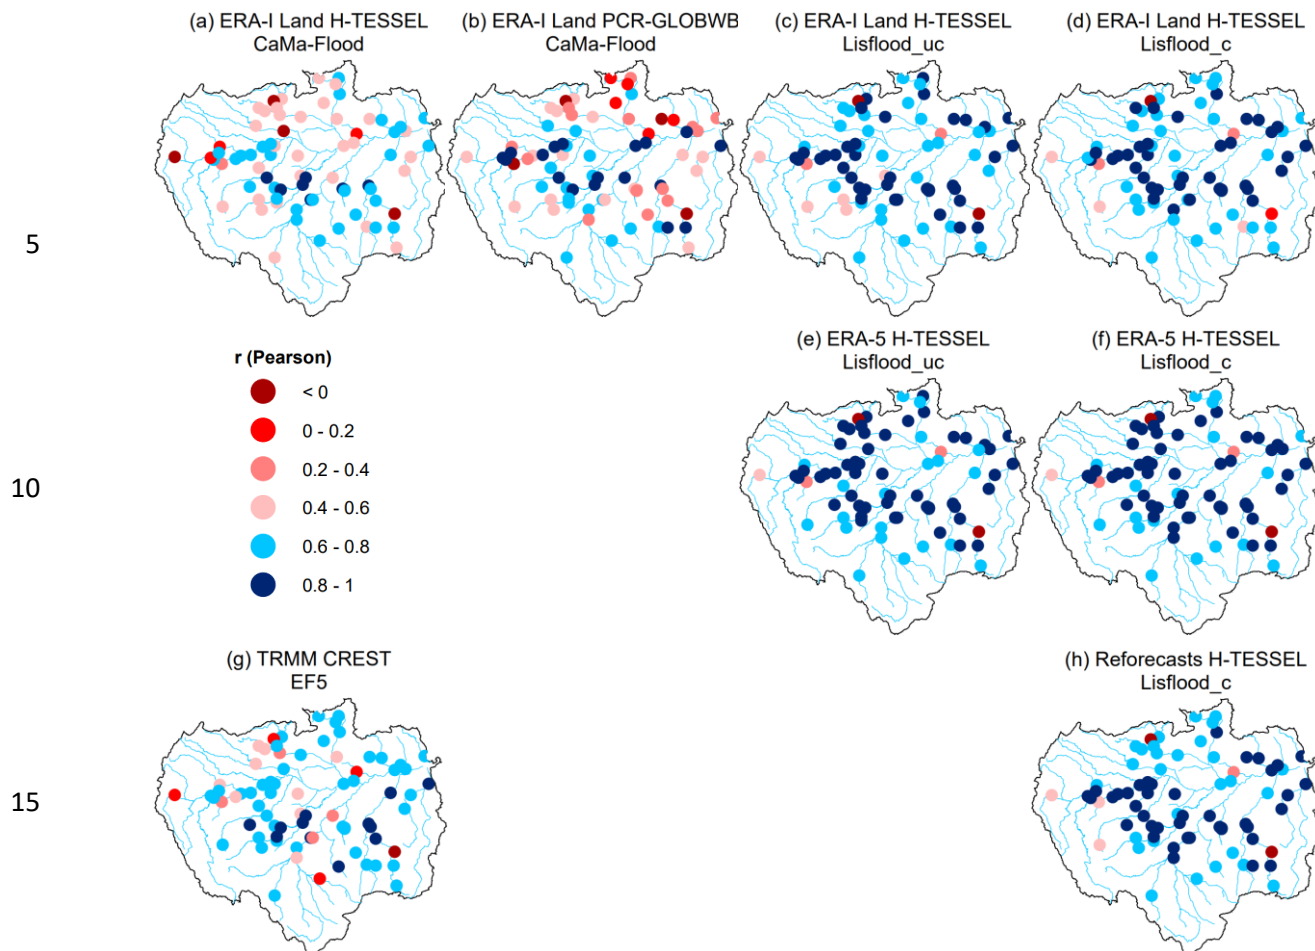 (a) ERA-I Land H-TESSEL
CaMa-Flood
(b) ERA-I Land PCR-GLOBWB
CaMa-Flood
(c) ERA-I Land H-TESSEL
Lisflood_uc
(d) ERA-I Land H-TESSEL
Lisflood_c
5
(e) ERA-5 H-TESSEL
Lisflood_uc
(f) ERA-5 H-TESSEL
Lisflood_c
r (Pearson)
< 0
0 - 0.2
0.2 - 0.4
0.4 - 0.6
0.6 - 0.8
0.8 - 1
10
(g) TRMM CREST
EF5
(h) Reforecasts H-TESSEL
Lisflood_c
15